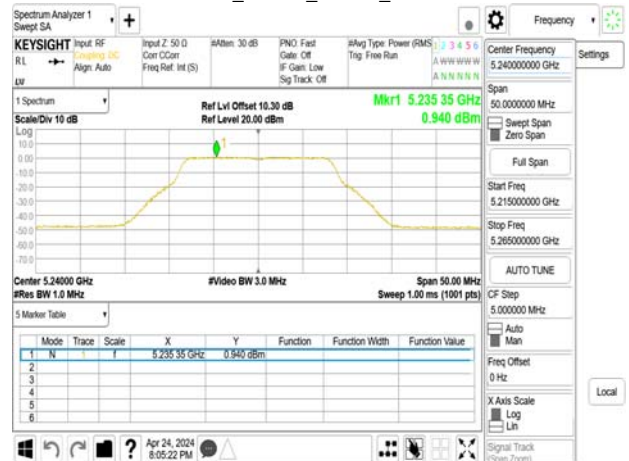 Spectrum Analyzer 1
Swept SA
Frequency
KEYSIGHT
RL
Input: RF
Coupling: DC
Align: Auto
Input Z: 50 Ω
Corr CCorr
Freq Ref: Int (S)
#Atten: 30 dB
PNO: Fast
Gate: Off
IF Gain: Low
Sig Track: Off
#Avg Type: Power (RMS)
Trig: Free Run
1 2 3 4 5 6
A W W W W W
A N N N N N
1 Spectrum
Scale/Div 10 dB
Ref Lvl Offset 10.30 dB
Ref Level 20.00 dBm
Mkr1 5.235 35 GHz
0.940 dBm
Log
10.0
0.00
-10.0
-20.0
-30.0
-40.0
-50.0
-60.0
-70.0
1
Center 5.24000 GHz
#Res BW 1.0 MHz
#Video BW 3.0 MHz
Span 50.00 MHz
Sweep 1.00 ms (1001 pts)
5 Marker Table
Mode Trace Scale X Y Function Function Width Function Value
1 N 1 f 5.235 35 GHz 0.940 dBm
2
3
4
5
6
Apr 24, 2024
8:05:22 PM
Center Frequency
5.240000000 GHz
Settings
Span
50.0000000 MHz
Swept Span
Zero Span
Full Span
Start Freq
5.215000000 GHz
Stop Freq
5.265000000 GHz
AUTO TUNE
CF Step
5.000000 MHz
Auto
Man
Freq Offset
0 Hz
X Axis Scale
Log
Lin
Local
Signal Track
(Span Zoom)